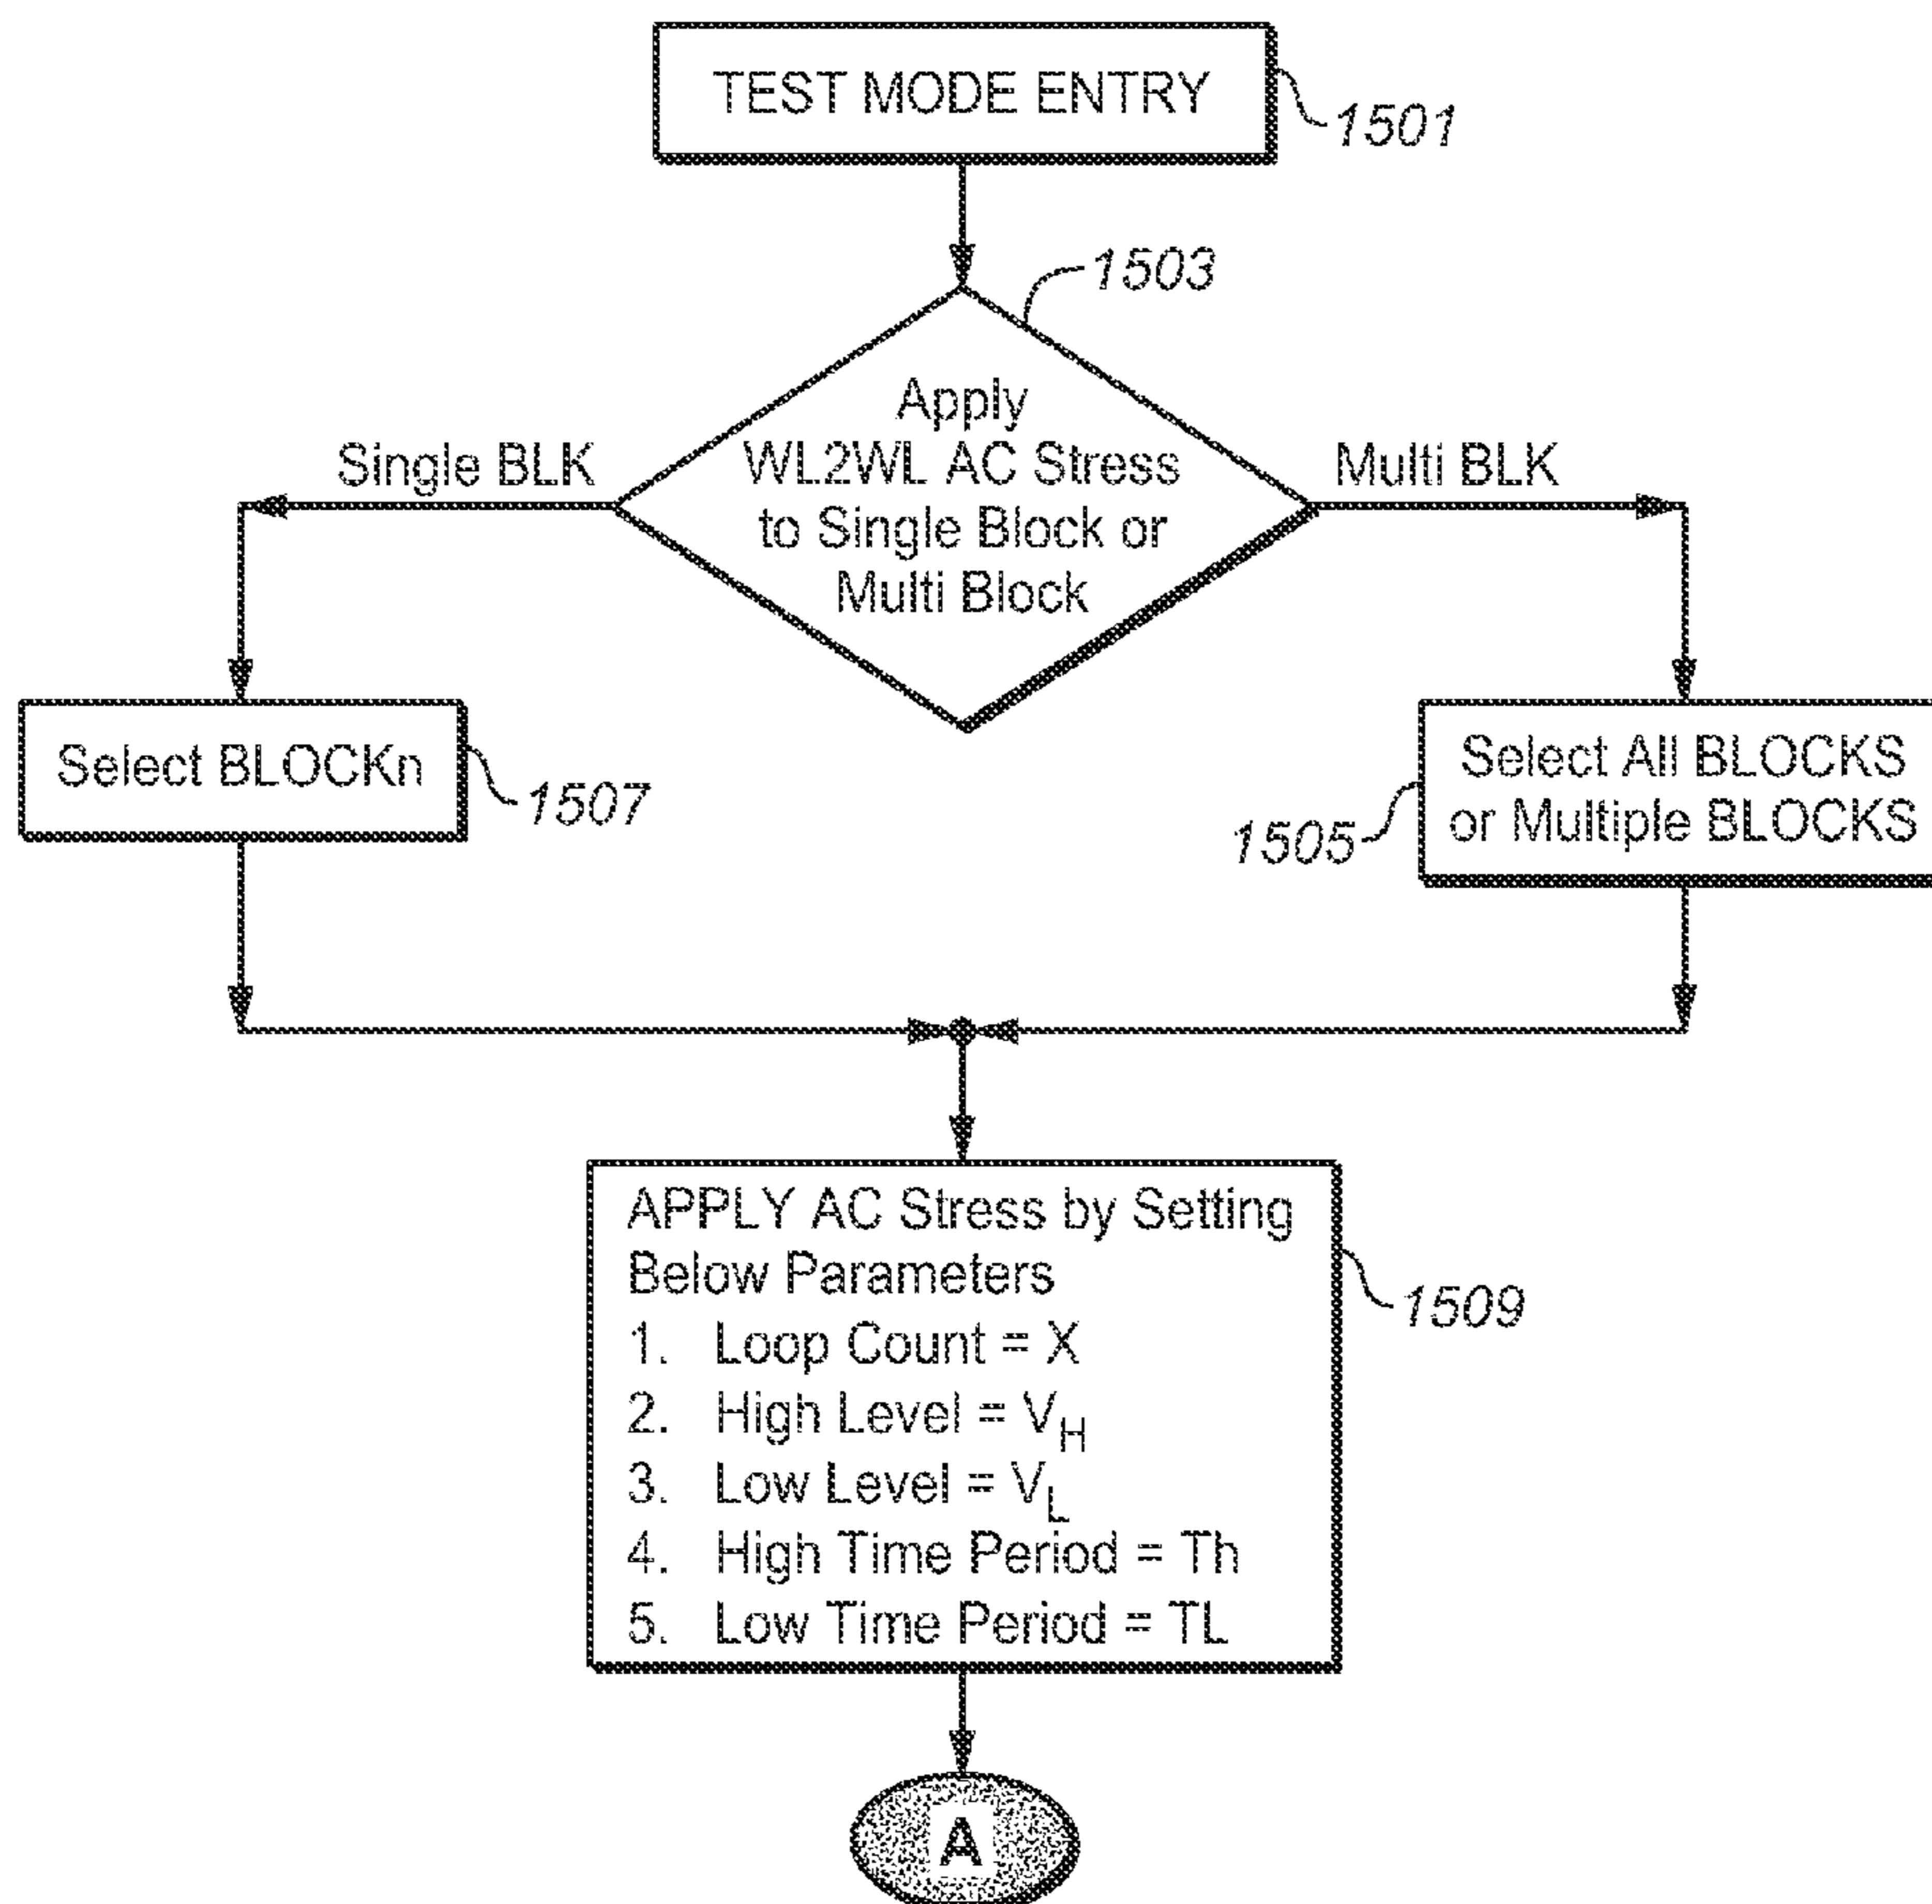 TEST MODE ENTRY
1501
1503
Apply
WL2WL AC Stress
to Single Block or
Multi Block
Single BLK
Multi BLK
Select BLOCKn
1507
Select All BLOCKS
or Multiple BLOCKS
1505
APPLY AC Stress by Setting
Below Parameters
1. Loop Count = X
2. High Level = V_H
3. Low Level = V_L
4. High Time Period = Th
5. Low Time Period = TL
1509
A